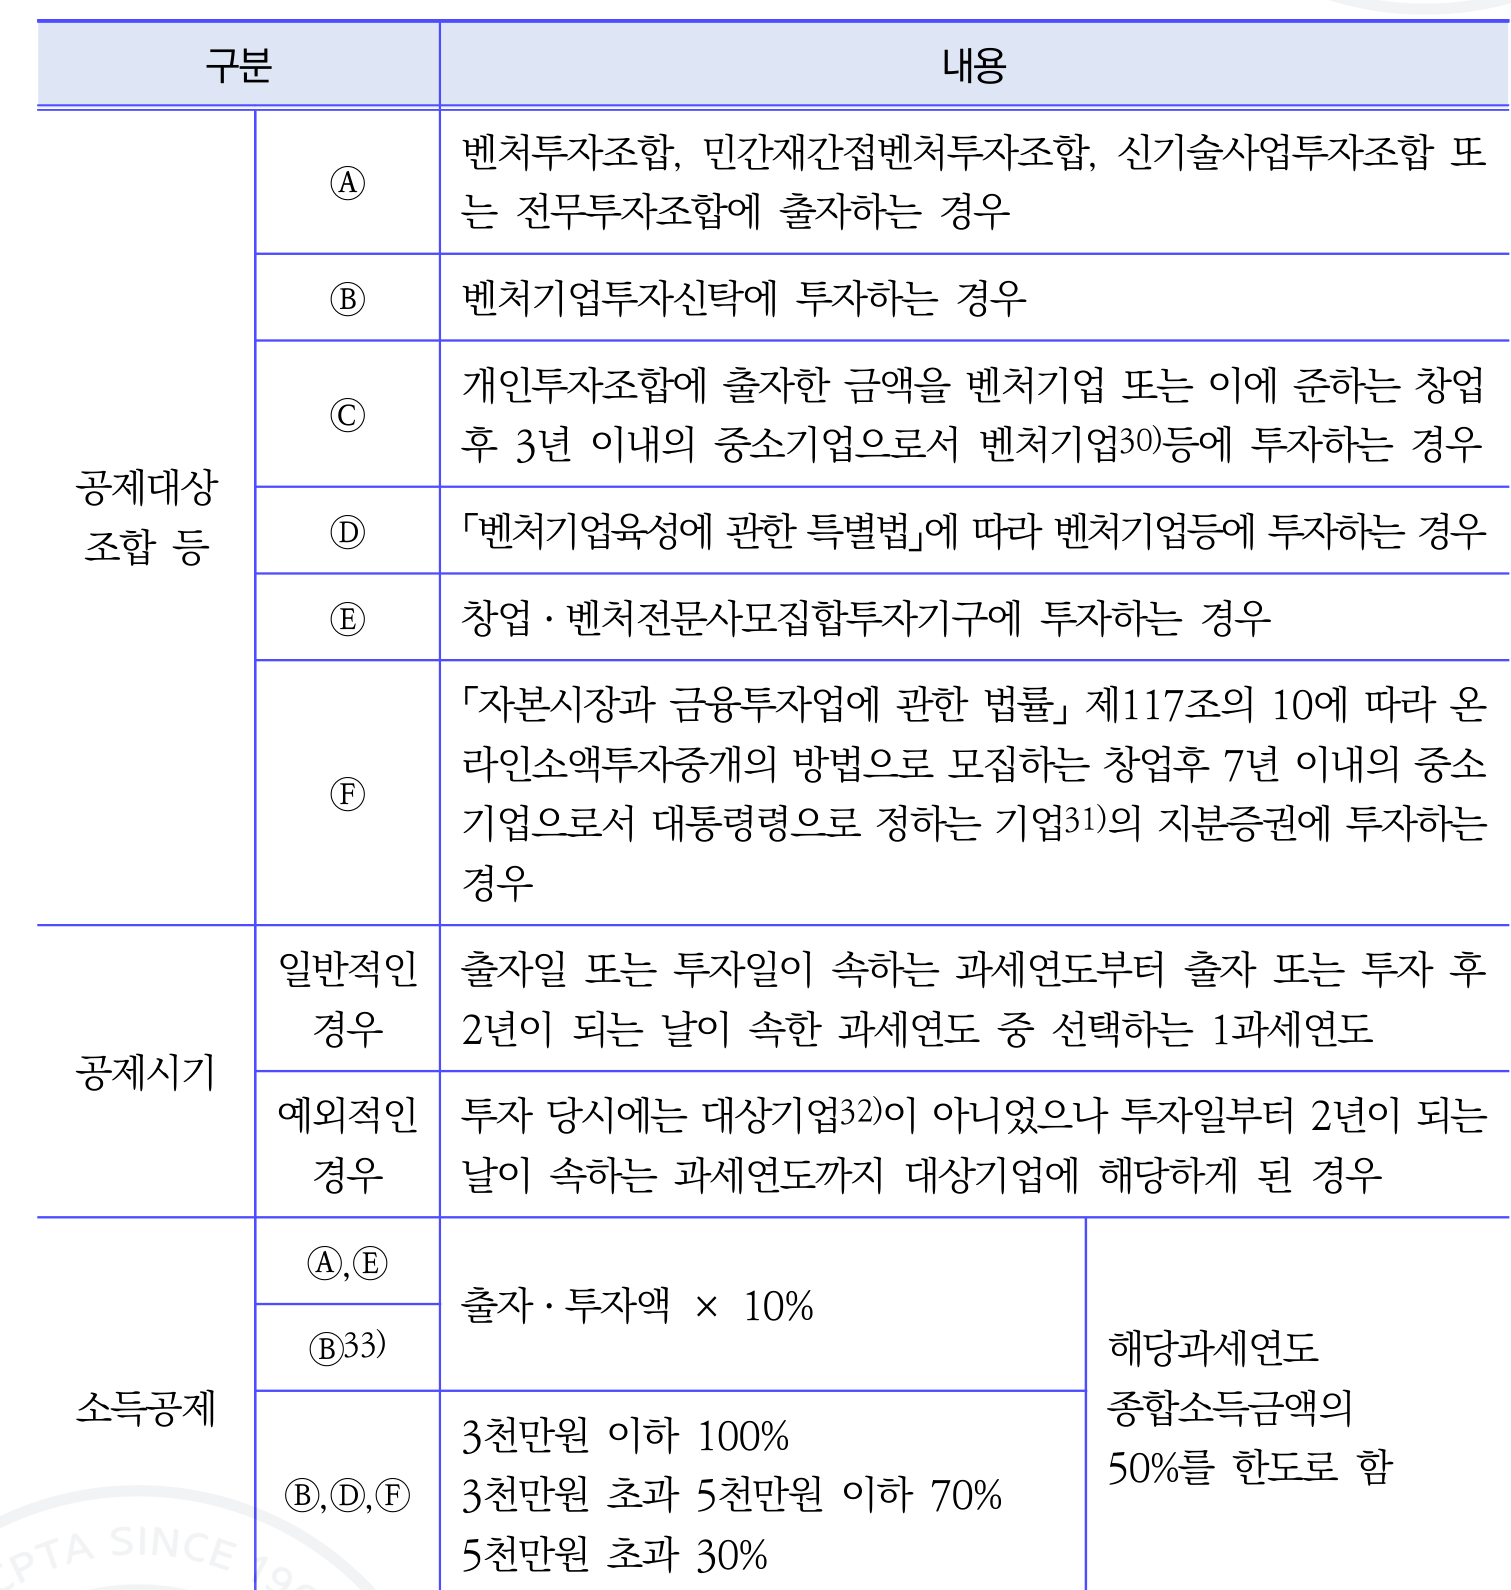 구분 내용
Ⓐ
벤처투자조합, 민간재간접벤처투자조합, 신기술사업투자조합 또
는 전무투자조합에 출자하는 경우
Ⓑ
벤처기업투자신탁에 투자하는 경우
Ⓒ
개인투자조합에 출자한 금액을 벤처기업 또는 이에 준하는 창업
후 3년 이내의 중소기업으로서 벤처기업30)등에 투자하는 경우
공제대상
조합 등
Ⓓ
「벤처기업육성에 관한 특별법」에 따라 벤처기업등에 투자하는 경우
Ⓔ
창업·벤처전문사모집합투자기구에 투자하는 경우
Ⓕ
「자본시장과 금융투자업에 관한 법률」 제117조의 10에 따라 온
라인소액투자중개의 방법으로 모집하는 창업후 7년 이내의 중소
기업으로서 대통령령으로 정하는 기업31)의 지분증권에 투자하는
경우
공제시기
일반적인
경우
출자일 또는 투자일이 속하는 과세연도부터 출자 또는 투자 후
2년이 되는 날이 속한 과세연도 중 선택하는 1과세연도
예외적인
경우
투자 당시에는 대상기업32)이 아니었으나 투자일부터 2년이 되는
날이 속하는 과세연도까지 대상기업에 해당하게 된 경우
소득공제
Ⓐ,Ⓔ
Ⓑ33)
출자·투자액 × 10%
Ⓑ,Ⓓ,Ⓕ
3천만원 이하 100%
3천만원 초과 5천만원 이하 70%
5천만원 초과 30%
해당과세연도
종합소득금액의
50%를 한도로 함
CPTA SINCE